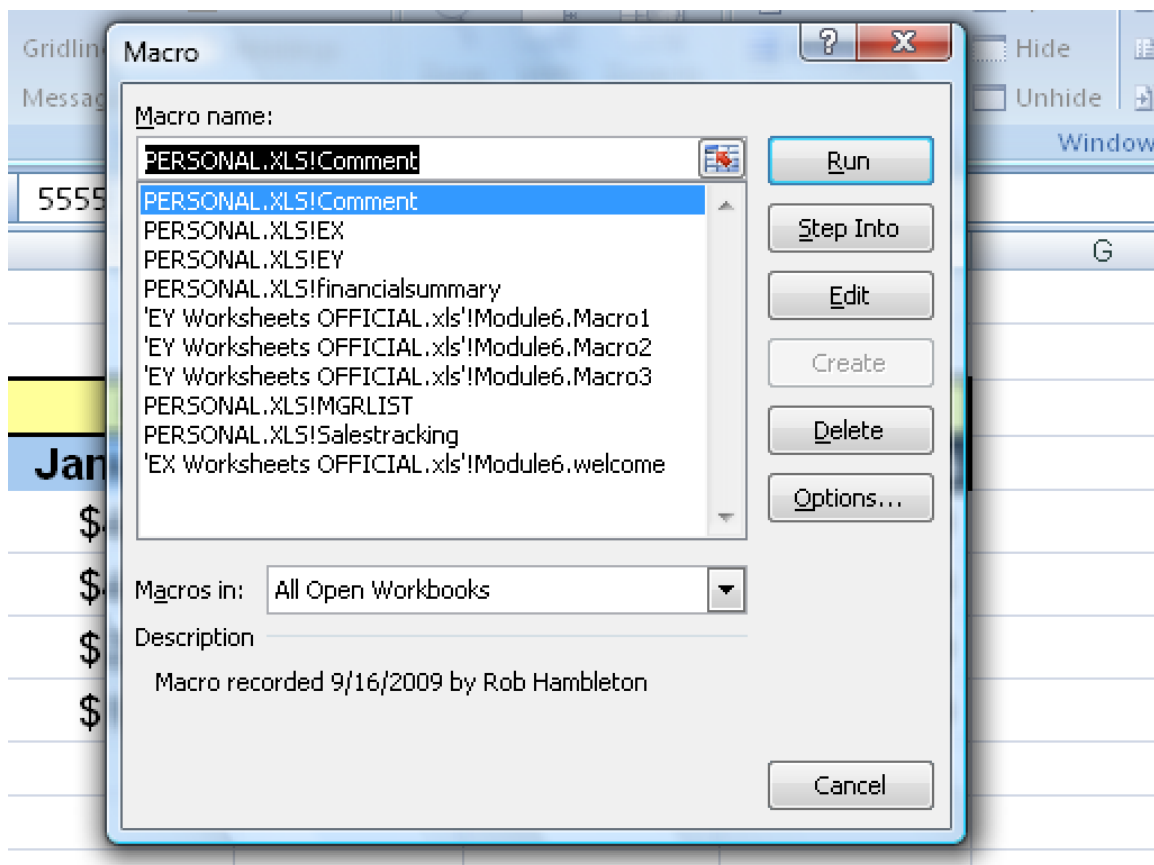 Macro
Hide
Unhide
Window
Macro name:
PERSONAL.XLS!Comment
PERSONAL.XLS!Comment
PERSONAL.XLS!EX
PERSONAL.XLS!EY
PERSONAL.XLS!financialsummary
'EY Worksheets OFFICIAL.xls'!Module6.Macro1
'EY Worksheets OFFICIAL.xls'!Module6.Macro2
'EY Worksheets OFFICIAL.xls'!Module6.Macro3
PERSONAL.XLS!MGRLIST
PERSONAL.XLS!Salestracking
'EX Worksheets OFFICIAL.xls'!Module6.welcome
Run
Step Into
Edit
Create
Delete
Options...
Macros in: All Open Workbooks
Description
Macro recorded 9/16/2009 by Rob Hambleton
Cancel
5555
G
Jan
$
$
$
$